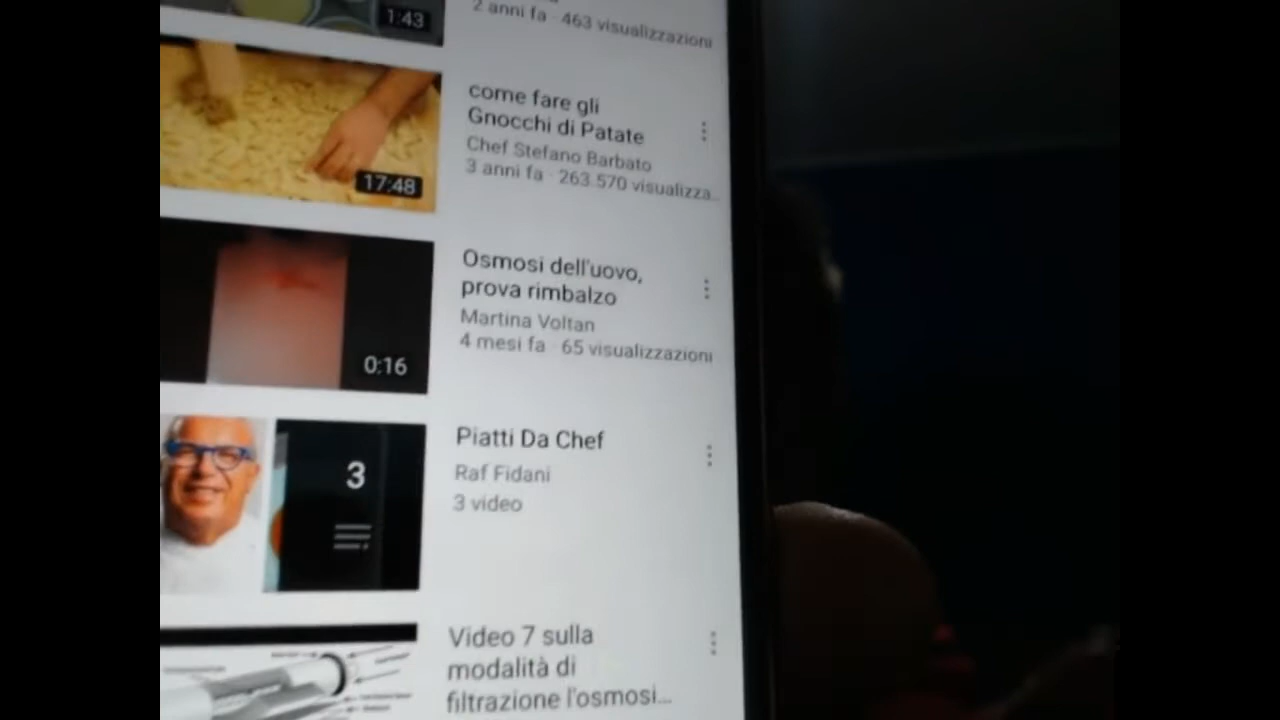 1:43
2 anni fa · 463 visualizzazioni
17:48
come fare gli
Gnocchi di Patate
Chef Stefano Barbato
3 anni fa · 263.570 visualizza...
0:16
Osmosi dell'uovo,
prova rimbalzo
Martina Voltan
4 mesi fa · 65 visualizzazioni
3
Piatti Da Chef
Raf Fidani
3 video
Video 7 sulla
modalità di
filtrazione l'osmosi...